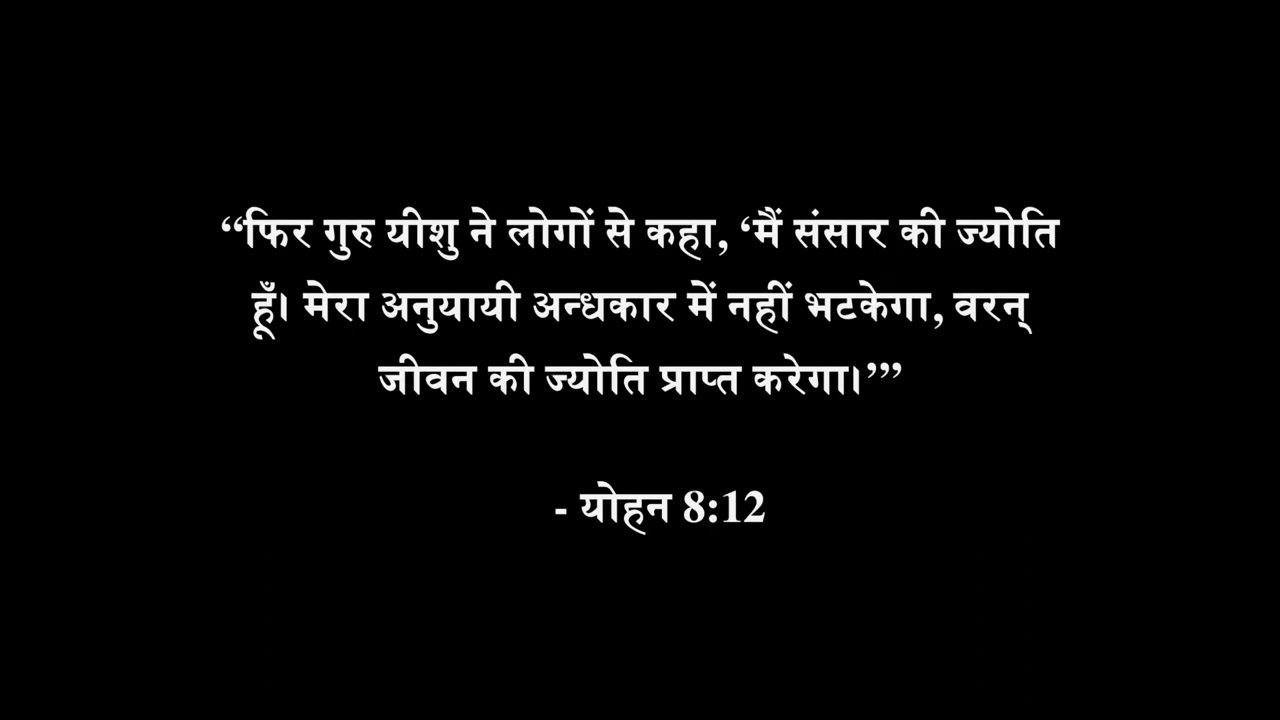 “फिर गुरु यीशु ने लोगों से कहा, ‘मैं संसार की ज्योति
हूँ। मेरा अनुयायी अन्धकार में नहीं भटकेगा, वरन्
जीवन की ज्योति प्राप्त करेगा।’”
- योहन 8:12